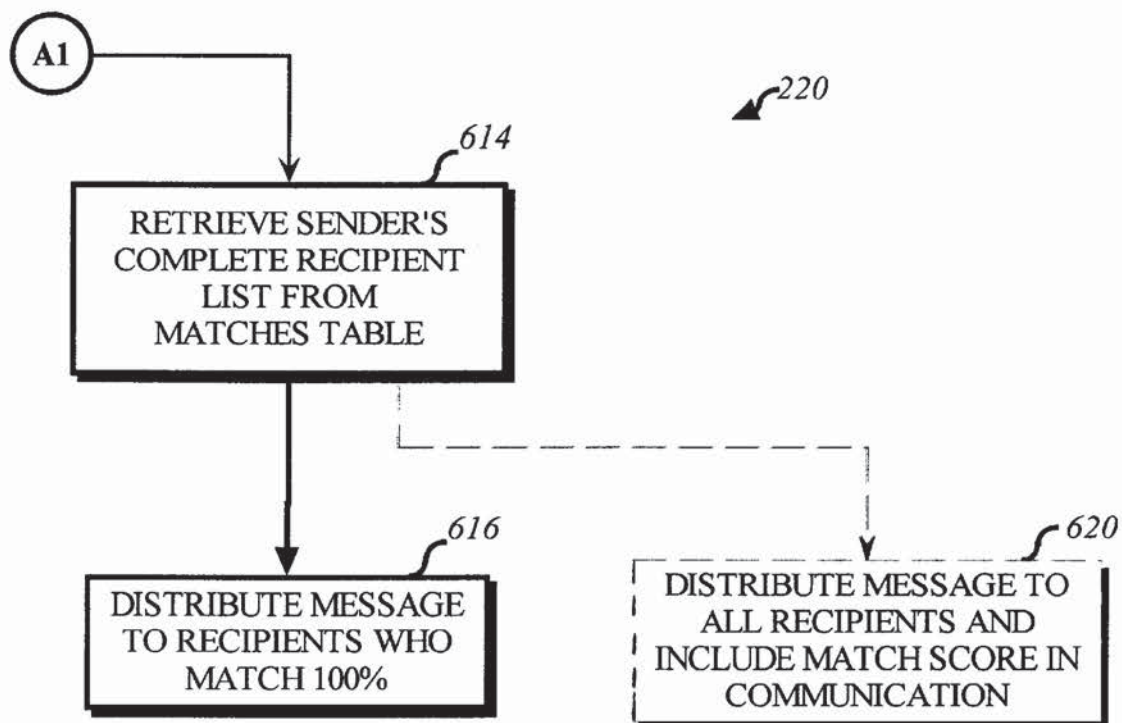 A1
220
614
RETRIEVE SENDER'S
COMPLETE RECIPIENT
LIST FROM
MATCHES TABLE
616
DISTRIBUTE MESSAGE
TO RECIPIENTS WHO
MATCH 100%
620
DISTRIBUTE MESSAGE TO
ALL RECIPIENTS AND
INCLUDE MATCH SCORE IN
COMMUNICATION